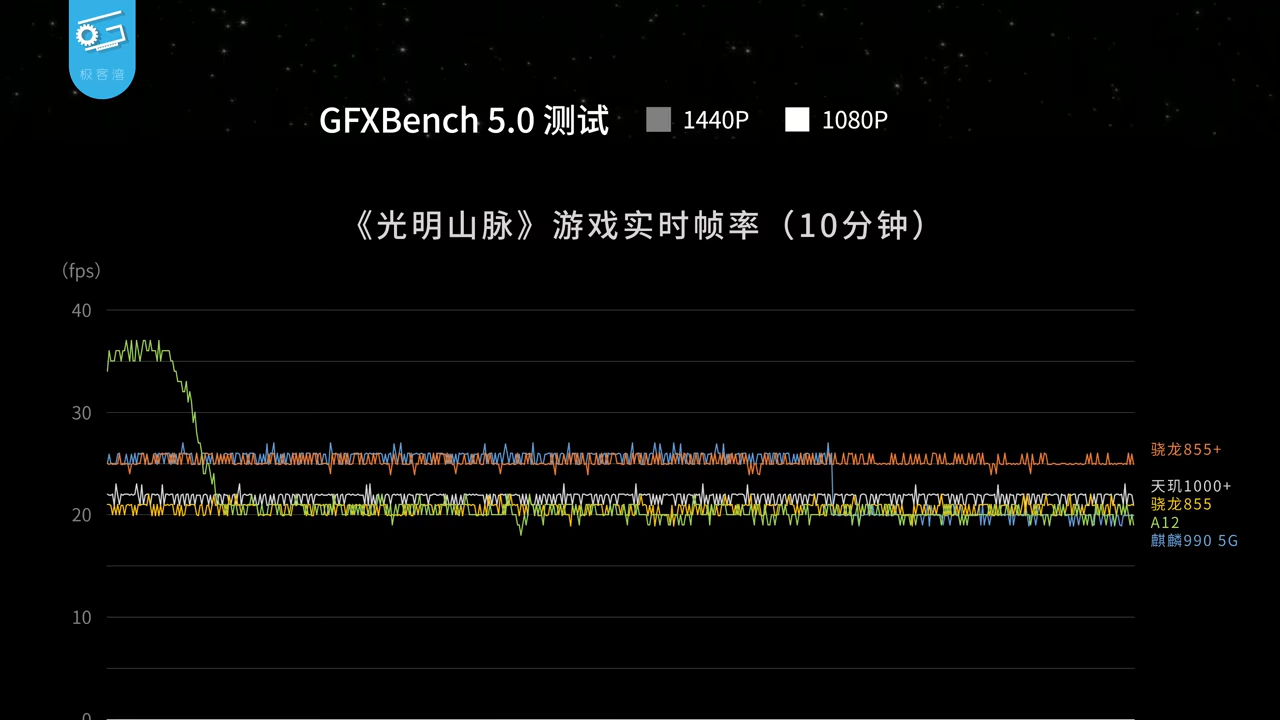 极客湾
GFXBench 5.0 测试 1440P 1080P
《光明山脉》游戏实时帧率（10分钟）
（fps）
40
30
20
10
0
骁龙855+
天玑1000+
骁龙855
A12
麒麟990 5G